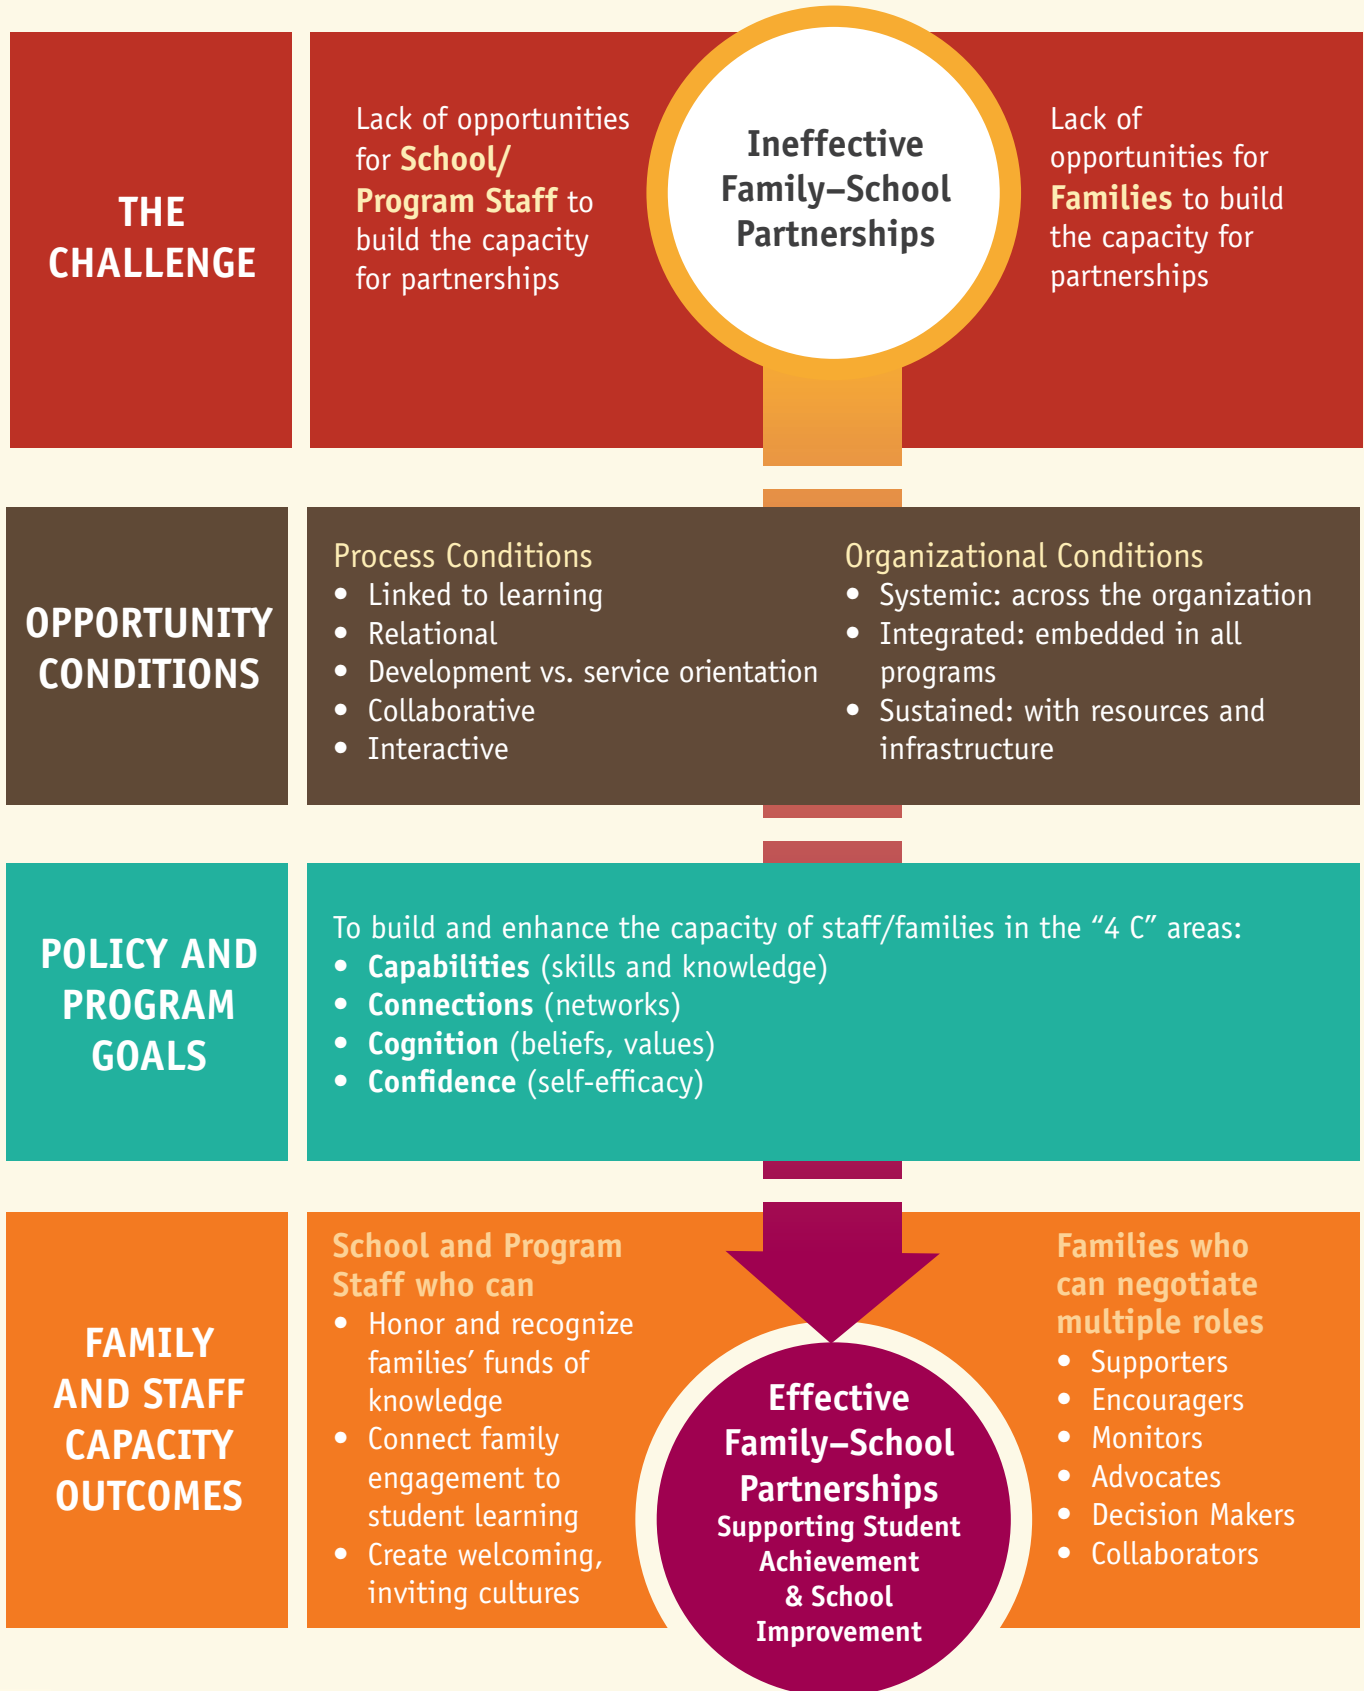 THE
CHALLENGE
Lack of opportunities
for School/
Program Staff to
build the capacity
for partnerships
Ineffective
Family–School
Partnerships
Lack of
opportunities for
Families to build
the capacity for
partnerships
OPPORTUNITY
CONDITIONS
Process Conditions
• Linked to learning
• Relational
• Development vs. service orientation
• Collaborative
• Interactive
Organizational Conditions
• Systemic: across the organization
• Integrated: embedded in all
programs
• Sustained: with resources and
infrastructure
POLICY AND
PROGRAM
GOALS
To build and enhance the capacity of staff/families in the “4 C” areas:
• Capabilities (skills and knowledge)
• Connections (networks)
• Cognition (beliefs, values)
• Confidence (self-efficacy)
FAMILY
AND STAFF
CAPACITY
OUTCOMES
School and Program
Staff who can
• Honor and recognize
families’ funds of
knowledge
• Connect family
engagement to
student learning
• Create welcoming,
inviting cultures
Effective
Family–School
Partnerships
Supporting Student
Achievement
& School
Improvement
Families who
can negotiate
multiple roles
• Supporters
• Encouragers
• Monitors
• Advocates
• Decision Makers
• Collaborators